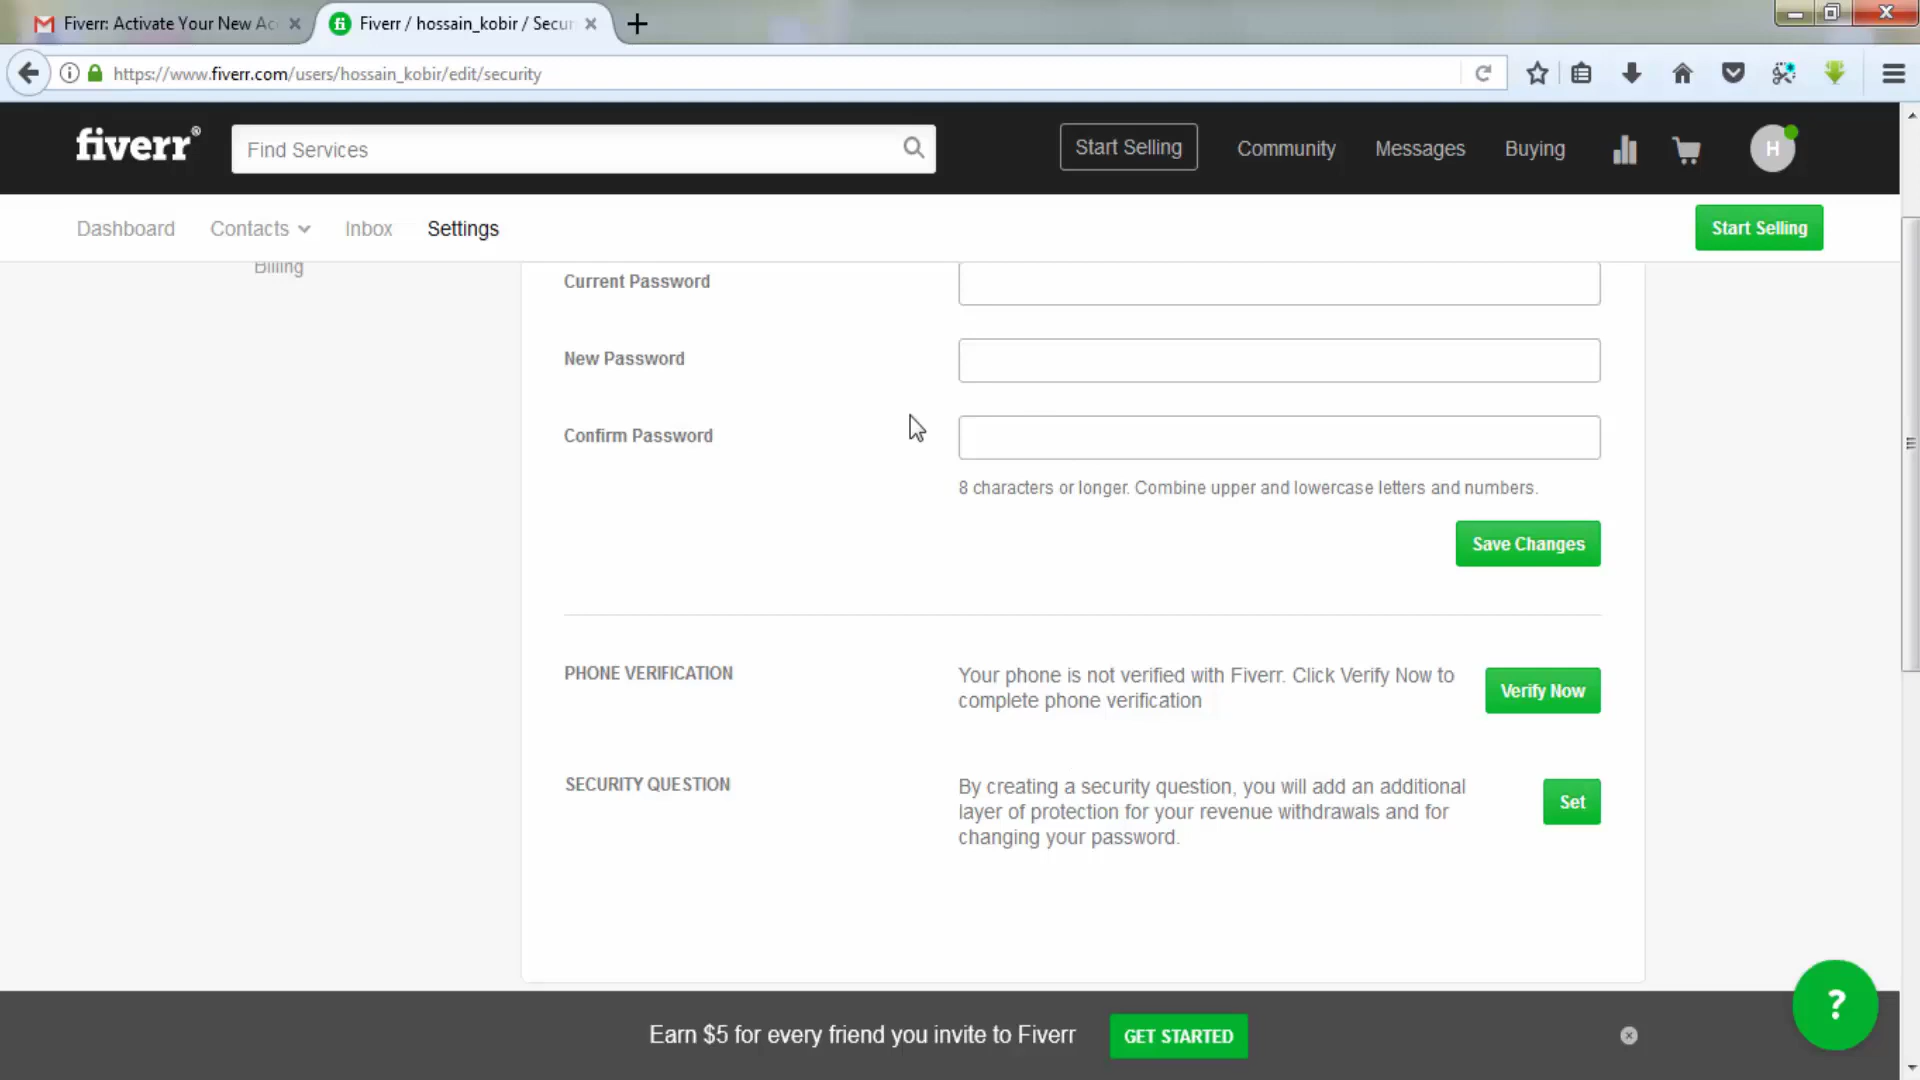 Fiverr: Activate Your New Acc
Fiverr / hossain_kobir / Secur
https://www.fiverr.com/users/hossain_kobir/edit/security
fiverr®
Find Services
Start Selling
Community
Messages
Buying
H
Dashboard
Contacts
Inbox
Settings
Start Selling
Billing
Current Password
New Password
Confirm Password
8 characters or longer. Combine upper and lowercase letters and numbers.
Save Changes
PHONE VERIFICATION
Your phone is not verified with Fiverr. Click Verify Now to
complete phone verification
Verify Now
SECURITY QUESTION
By creating a security question, you will add an additional
layer of protection for your revenue withdrawals and for
changing your password.
Set
Earn $5 for every friend you invite to Fiverr
GET STARTED
?